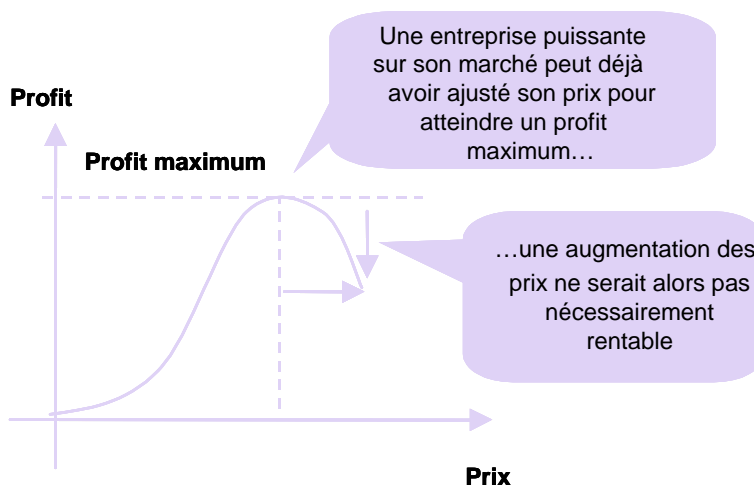 Une entreprise puissante
sur son marché peut déjà
avoir ajusté son prix pour
atteindre un profit
maximum…
Profit
Profit maximum
…une augmentation des
prix ne serait alors pas
nécessairement
rentable
Prix